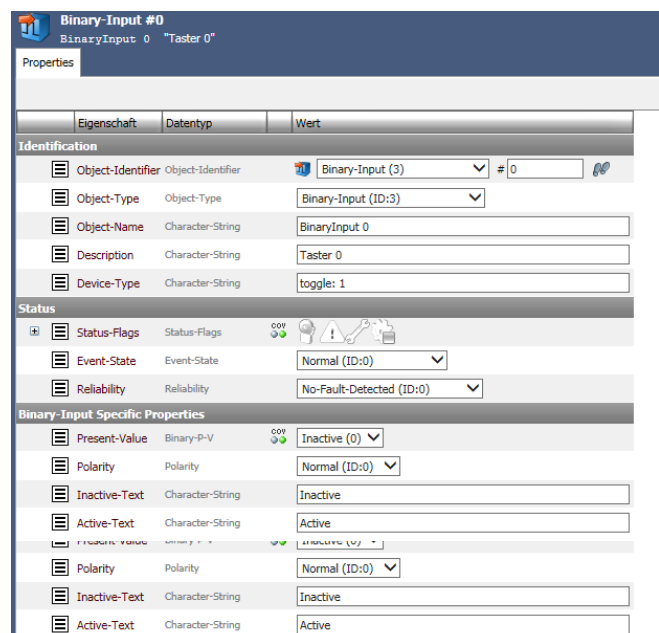 Binary-Input #0
BinaryInput 0 "Taster 0"
Properties
Eigenschaft Datentyp Wert
Identification
Object-Identifier Object-Identifier Binary-Input (3) # 0
Object-Type Object-Type Binary-Input (ID:3)
Object-Name Character-String BinaryInput 0
Description Character-String Taster 0
Device-Type Character-String toggle: 1
Status
Status-Flags Status-Flags COV
Event-State Event-State Normal (ID:0)
Reliability Reliability No-Fault-Detected (ID:0)
Binary-Input Specific Properties
Present-Value Binary-P-V COV Inactive (0)
Polarity Polarity Normal (ID:0)
Inactive-Text Character-String Inactive
Active-Text Character-String Active
Present-Value Binary-P-V Inactive (0)
Polarity Polarity Normal (ID:0)
Inactive-Text Character-String Inactive
Active-Text Character-String Active